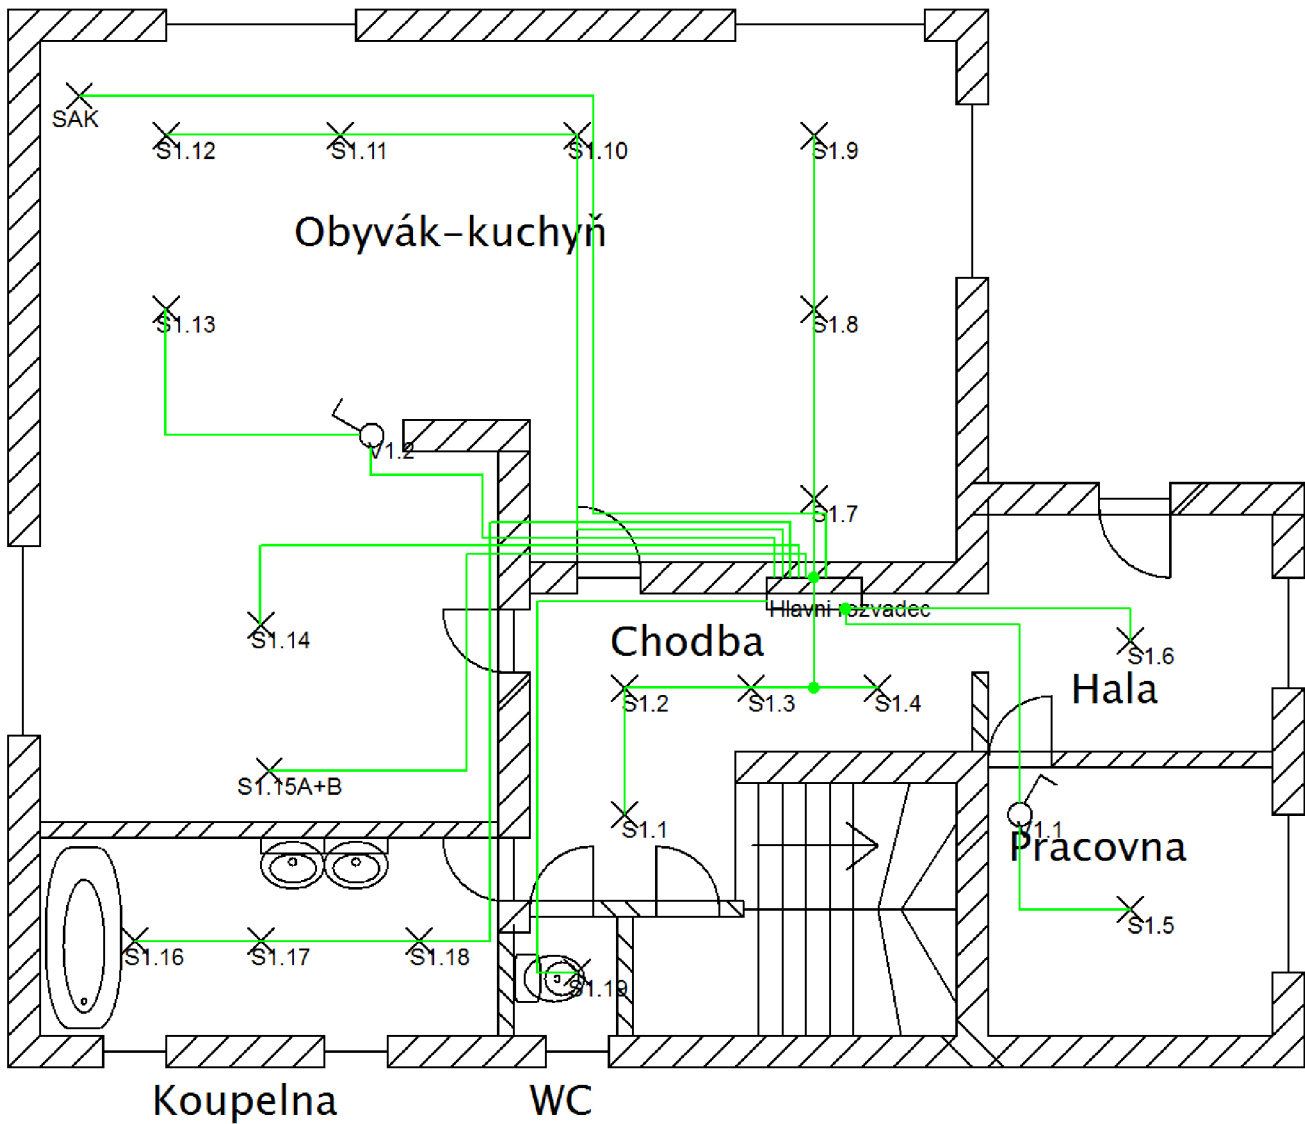 SAK
S1.12
S1.11
S1.10
S1.9
Obyvák-kuchyň
S1.13
S1.8
V1.2
S1.7
Hlavni rozvadec
S1.14
Chodba
S1.6
S1.2
S1.3
S1.4
Hala
S1.15A+B
S1.1
V1.1
Pracovna
S1.5
S1.16
S1.17
S1.18
S1.19
Koupelna
WC